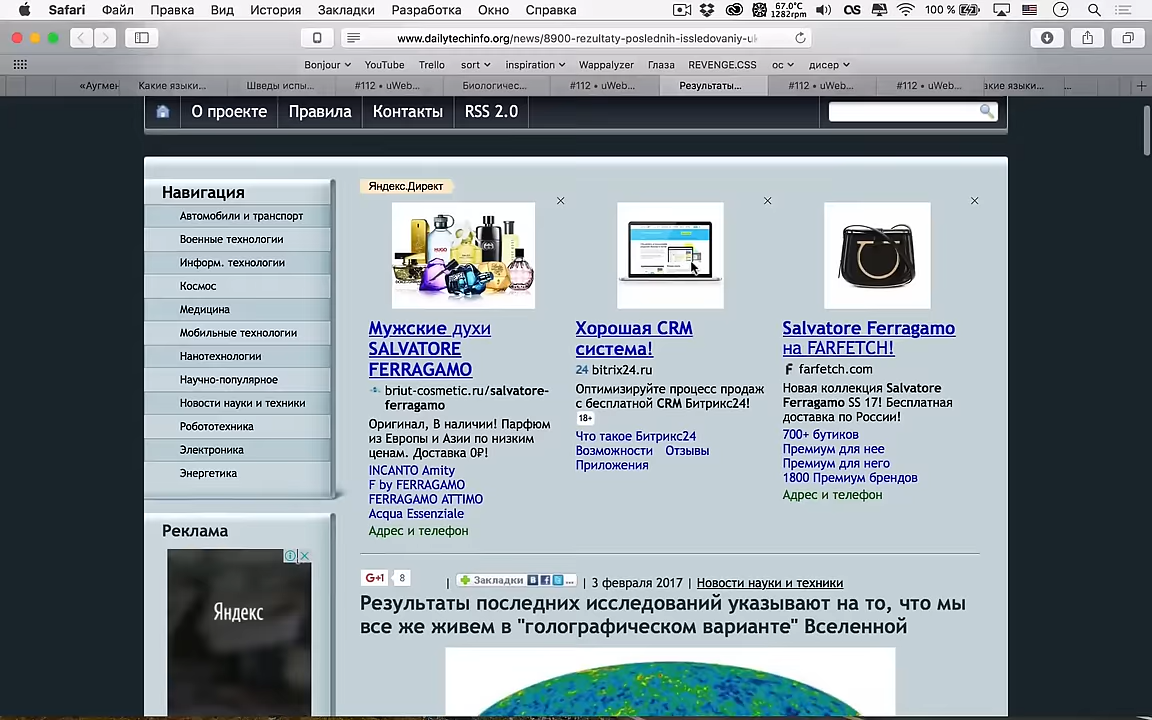 Safari Файл Правка Вид История Закладки Разработка Окно Справка 67.0°C 1282rpm 100 %
www.dailytechinfo.org/news/8900-rezultaty-poslednih-issledovaniy-uk
Bonjour YouTube Trello sort inspiration Wappalyzer Глаза REVENGE.CSS ос дисер
«Аугмен Какие языки... Шведы испы... #112 • uWeb... Биологичес... #112 • uWeb... Результаты... #112 • uWeb... #112 • uWeb... акие языки... ...
О проекте Правила Контакты RSS 2.0
Навигация
Автомобили и транспорт
Военные технологии
Информ. технологии
Космос
Медицина
Мобильные технологии
Нанотехнологии
Научно-популярное
Новости науки и техники
Робототехника
Электроника
Энергетика
Реклама
Яндекс
Яндекс.Директ
Мужские духи
SALVATORE
FERRAGAMO
briut-cosmetic.ru/salvatore-
ferragamo
Оригинал, В наличии! Парфюм
из Европы и Азии по низким
ценам. Доставка 0₽!
INCANTO Amity
F by FERRAGAMO
FERRAGAMO ATTIMO
Acqua Essenziale
Адрес и телефон
Хорошая CRM
система!
24 bitrix24.ru
Оптимизируйте процесс продаж
с бесплатной CRM Битрикс24!
18+
Что такое Битрикс24
Возможности Отзывы
Приложения
Salvatore Ferragamo
на FARFETCH!
F farfetch.com
Новая коллекция Salvatore
Ferragamo SS 17! Бесплатная
доставка по России!
700+ бутиков
Премиум для нее
Премиум для него
1800 Премиум брендов
Адрес и телефон
G+1 8 | Закладки ... | 3 февраля 2017 | Новости науки и техники
Результаты последних исследований указывают на то, что мы
все же живем в "голографическом варианте" Вселенной